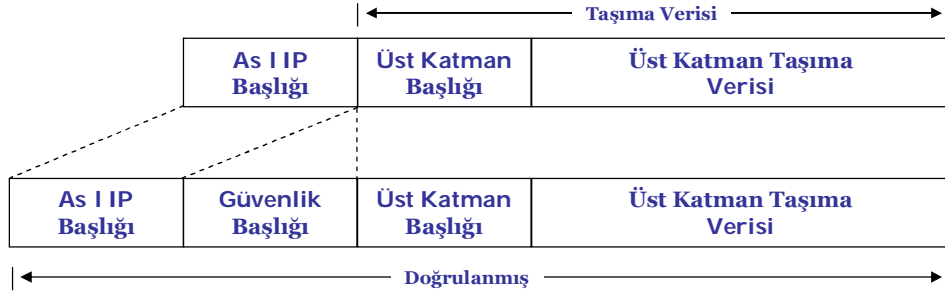 Taşıma Verisi
As l IP Üst Katman Üst Katman Taşıma
Başlığı Başlığı Verisi
As l IP Güvenlik Üst Katman Üst Katman Taşıma
Başlığı Başlığı Başlığı Verisi
Doğrulanmış